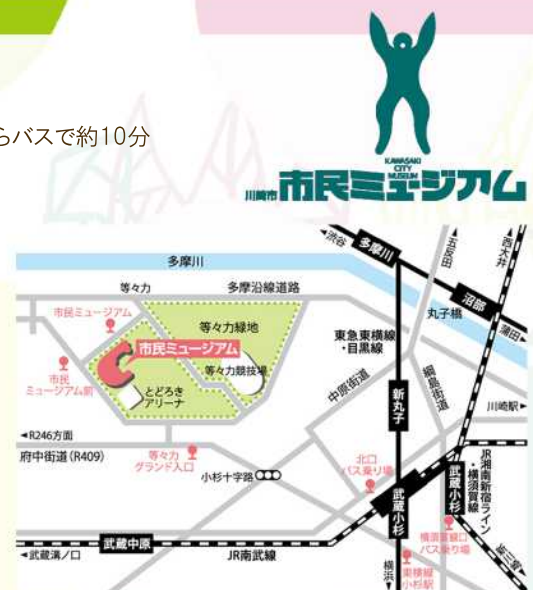 らバスで約10分
KAWASAKI
CITY
MUSEUM
川崎市 市民ミュージアム
渋谷
多摩川
五反田
西大井
多摩川
等々力
多摩沿線道路
沼部
丸子橋
蒲田
市民ミュージアム
等々力緑地
東急東横線
・目黒線
市民ミュージアム
等々力競技場
中原街道
綱島街道
市民
ミュージアム前
とどろき
アリーナ
新丸子
川崎駅
R246方面
府中街道(R409)
等々力
グランド入口
小杉十字路
北口
バス乗り場
武蔵小杉
武蔵小杉
JR湘南新宿ライン
・横須賀線
横須賀線口
バス乗り場
武蔵中原
武蔵溝ノ口
JR南武線
横浜
東横線
小杉駅